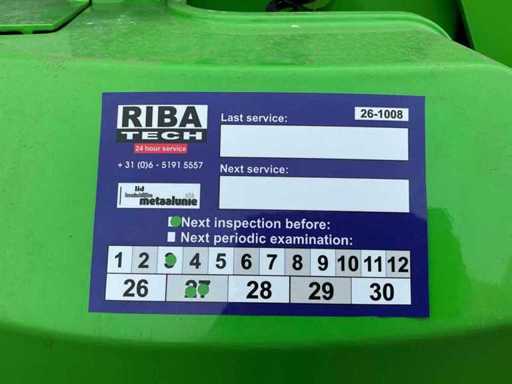 RIBA
TECH
24 hour service
+ 31 (0)6 - 5191 5557
Last service:
26-1008
Next service:
lid
metaalunie
Next inspection before:
Next periodic examination:
1 2 3 4 5 6 7 8 9 10 11 12
26 27 28 29 30